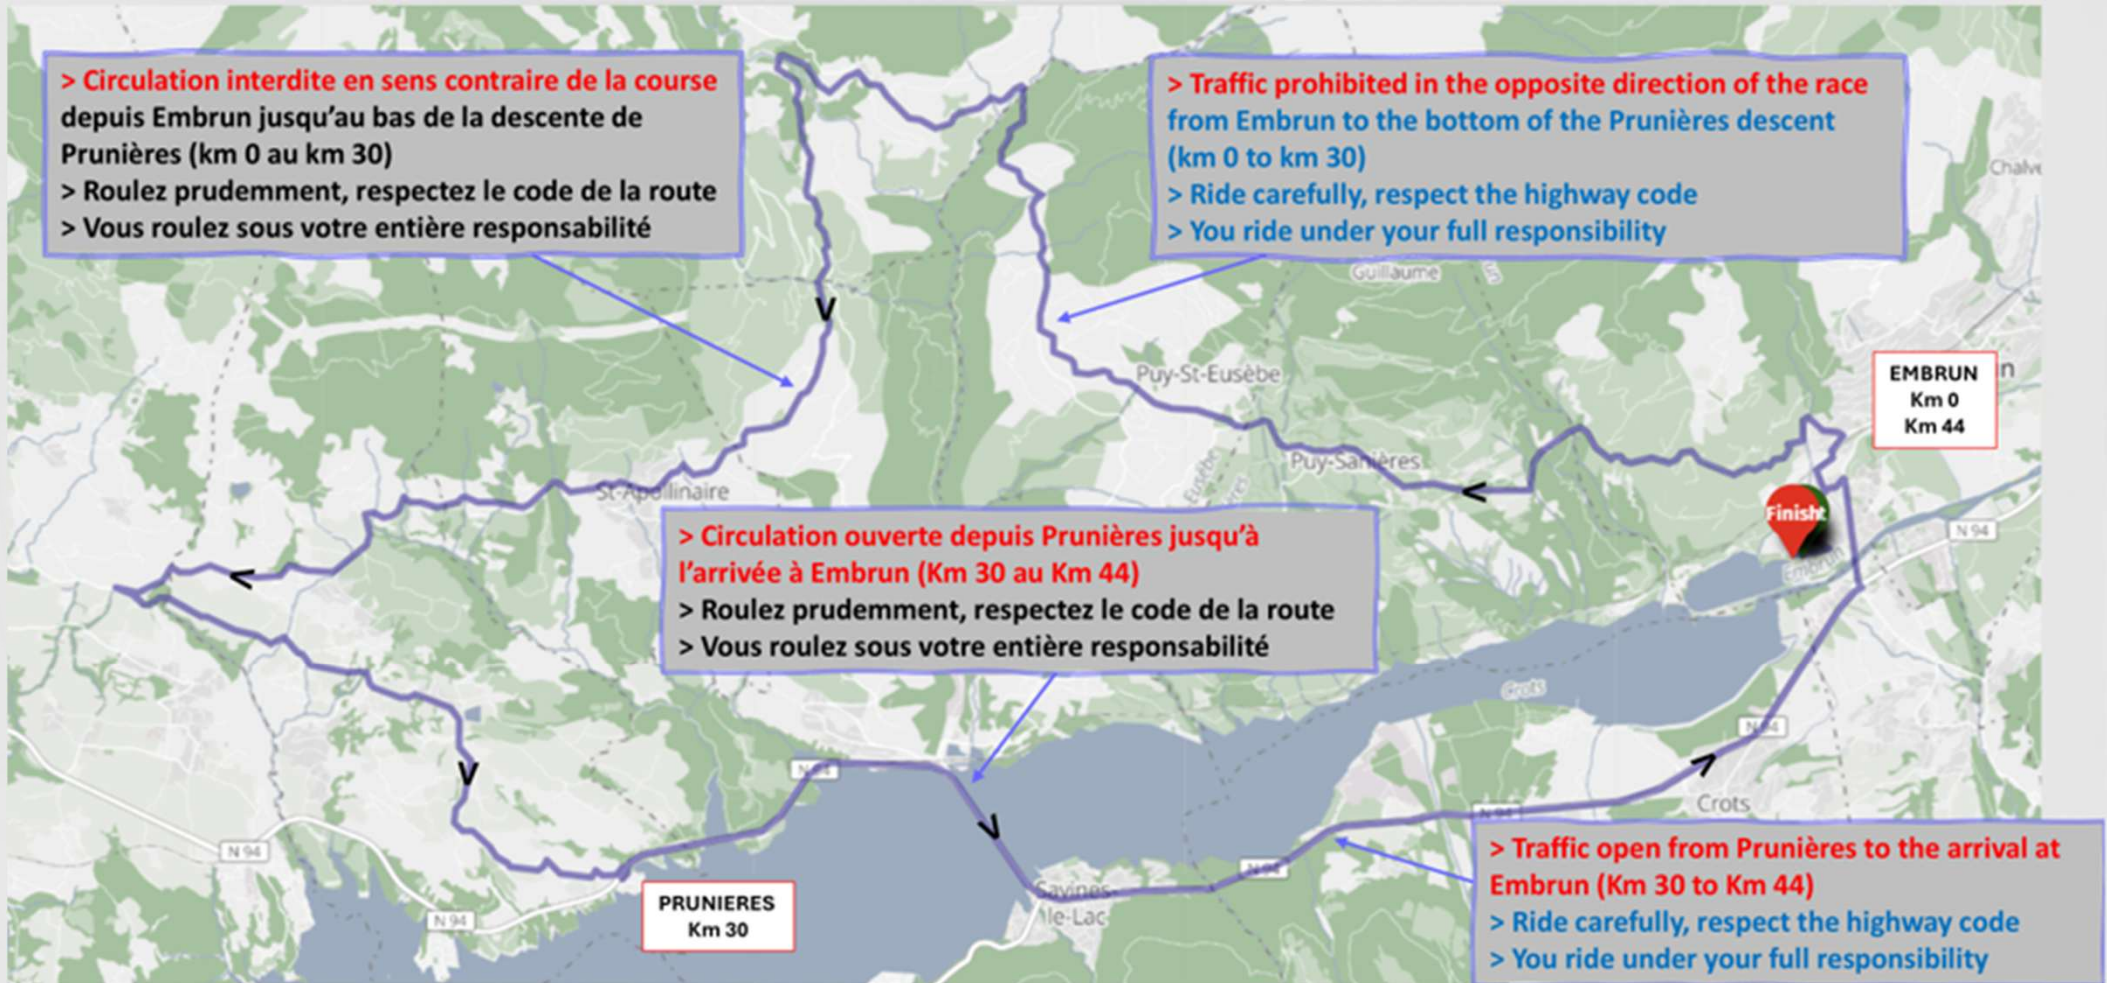 > Circulation interdite en sens contraire de la course
depuis Embrun jusqu'au bas de la descente de
Prunières (km 0 au km 30)
> Roulez prudemment, respectez le code de la route
> Vous roulez sous votre entière responsabilité
> Traffic prohibited in the opposite direction of the race
from Embrun to the bottom of the Prunières descent
(km 0 to km 30)
> Ride carefully, respect the highway code
> You ride under your full responsibility
Guillaume
Puy-St-Eusèbe
EMBRUN
Km 0
Km 44
Puy-Sanières
Eusèbe
St-Apollinaire
Finish
N 94
Embrun
> Circulation ouverte depuis Prunières jusqu'à
l'arrivée à Embrun (Km 30 au Km 44)
> Roulez prudemment, respectez le code de la route
> Vous roulez sous votre entière responsabilité
Crots
N 94
N 94
Crots
N 94
N 94
N 94
Savines-
le-Lac
PRUNIERES
Km 30
N 94
> Traffic open from Prunières to the arrival at
Embrun (Km 30 to Km 44)
> Ride carefully, respect the highway code
> You ride under your full responsibility